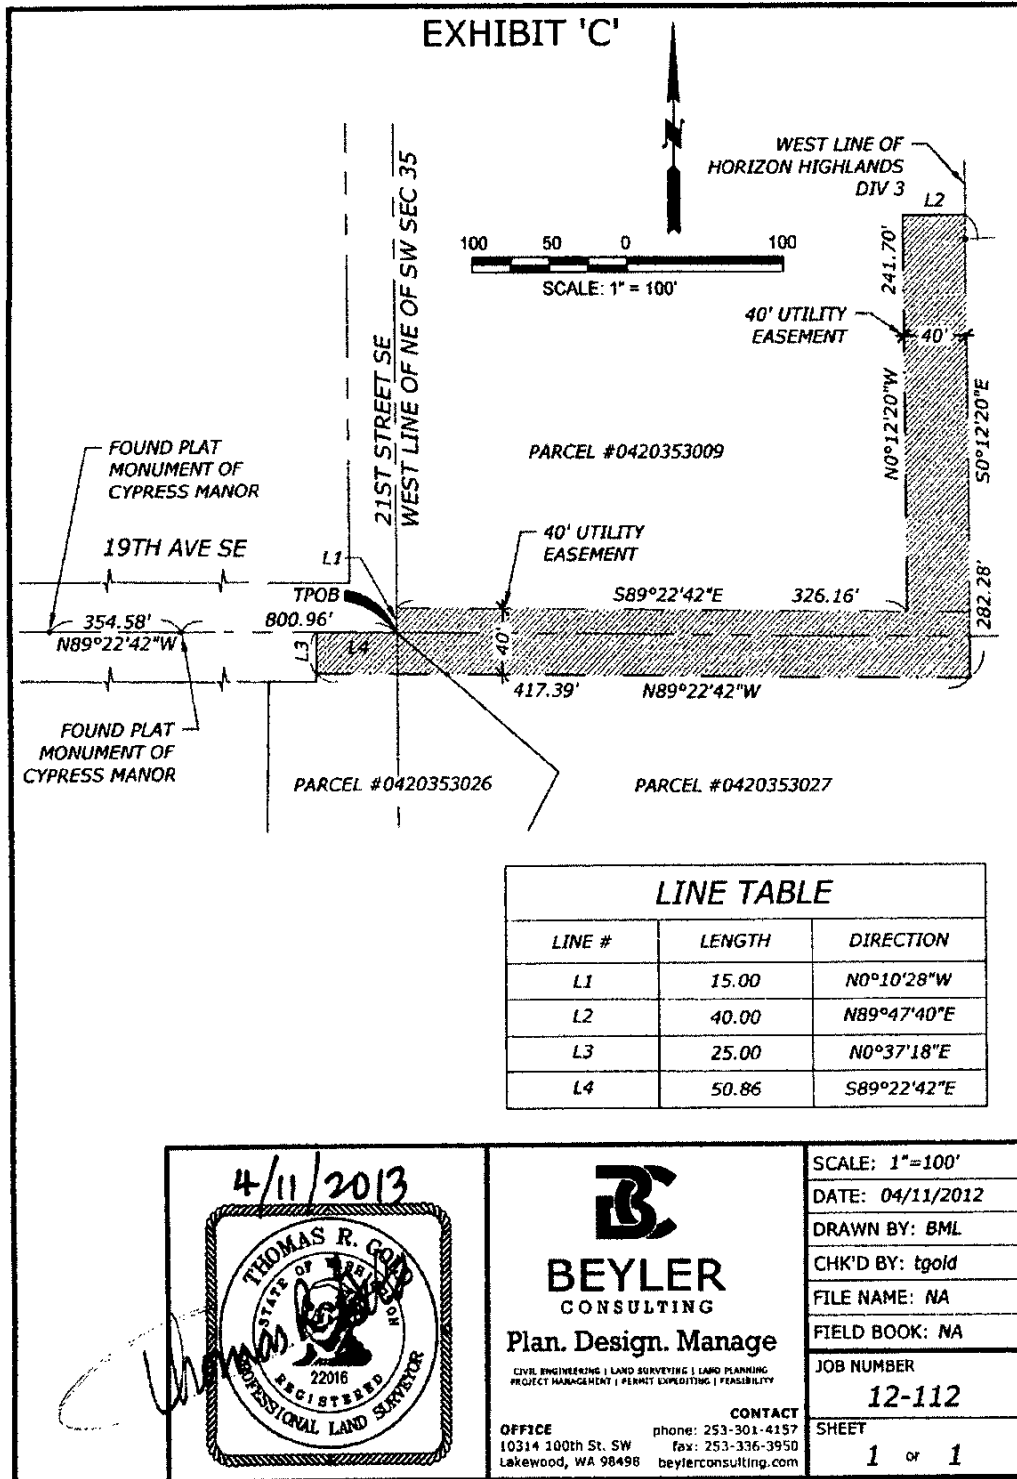 EXHIBIT 'C'
N
WEST LINE OF
HORIZON HIGHLANDS
DIV 3
L2
100 50 0 100
SCALE: 1" = 100'
241.70'
40' UTILITY
EASEMENT
40'
21ST STREET SE
WEST LINE OF NE OF SW SEC 35
N0°12'20"W
S0°12'20"E
PARCEL #0420353009
FOUND PLAT
MONUMENT OF
CYPRESS MANOR
40' UTILITY
EASEMENT
19TH AVE SE
L1
TPOB
S89°22'42"E 326.16'
282.28'
354.58'
N89°22'42"W
800.96'
L3
L4
40'
417.39' N89°22'42"W
FOUND PLAT
MONUMENT OF
CYPRESS MANOR
PARCEL #0420353026
PARCEL #0420353027
LINE TABLE
LINE # LENGTH DIRECTION
L1 15.00 N0°10'28"W
L2 40.00 N89°47'40"E
L3 25.00 N0°37'18"E
L4 50.86 S89°22'42"E
4/11/2013
THOMAS R. GOLD
STATE OF WASHINGTON
22016
REGISTERED
PROFESSIONAL LAND SURVEYOR
BC
BEYLER
CONSULTING
Plan. Design. Manage
CIVIL ENGINEERING | LAND SURVEYING | LAND PLANNING
PROJECT MANAGEMENT | PERMIT EXPEDITING | FEASIBILITY
OFFICE
10314 100th St. SW
Lakewood, WA 98498
CONTACT
phone: 253-301-4157
fax: 253-336-3950
beylerconsulting.com
SCALE: 1"=100'
DATE: 04/11/2012
DRAWN BY: BML
CHK'D BY: tgold
FILE NAME: NA
FIELD BOOK: NA
JOB NUMBER
12-112
SHEET
1 OF 1